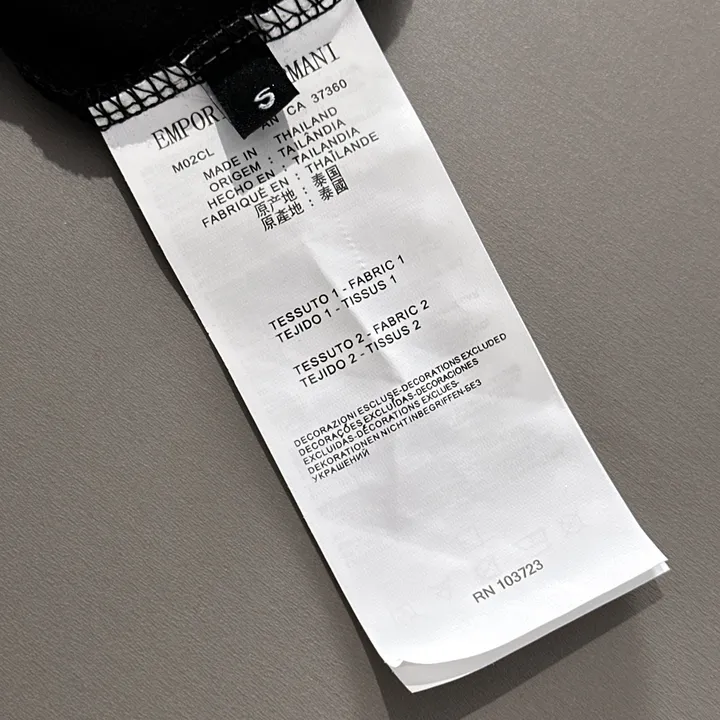 S
EMPOR MANI
M02CL AN CA 37360
MADE IN : THAILAND
ORIGEM : TAILÂNDIA
HECHO EN : TAILANDIA
FABRIQUÉ EN : THAÏLANDE
原产地 : 泰国
原產地 : 泰國
TESSUTO 1 - FABRIC 1
TEJIDO 1 - TISSUS 1
TESSUTO 2 - FABRIC 2
TEJIDO 2 - TISSUS 2
DECORAZIONI ESCLUSE-DECORATIONS EXCLUDED
DECORAÇÕES EXCLUÍDAS-DECORACIONES
EXCLUIDAS-DÉCORATIONS EXCLUES-
DEKORATIONEN NICHT INBEGRIFFEN-БЕЗ
УКРАШЕНИЙ
RN 103723